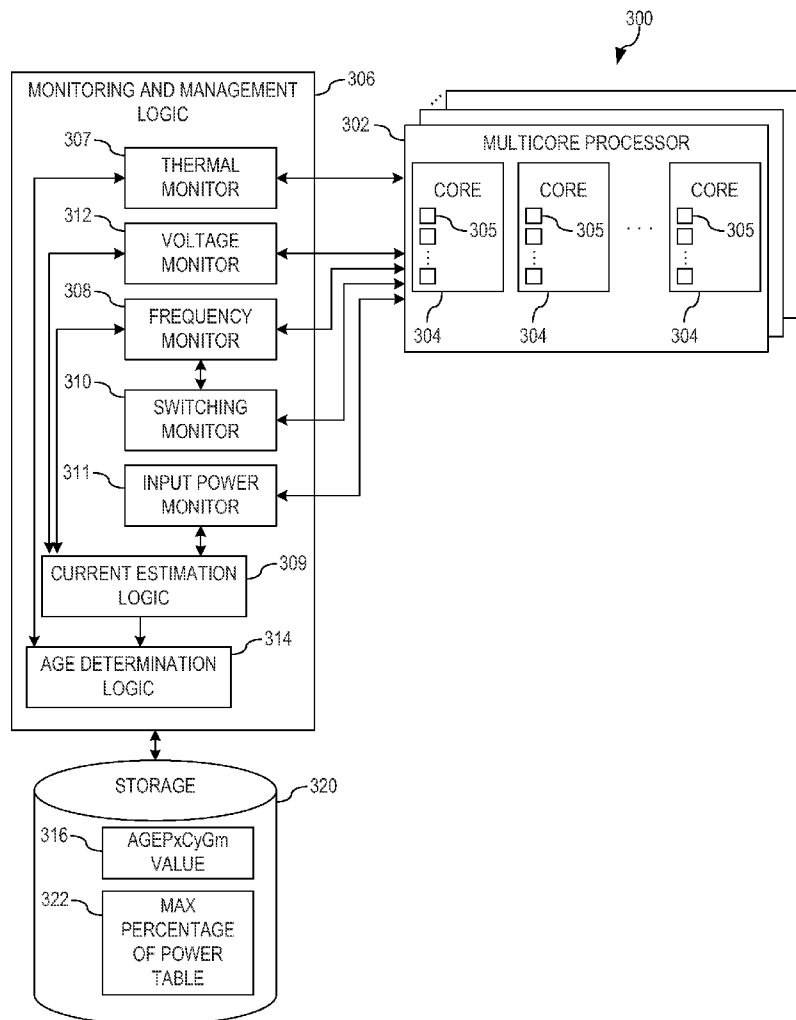 300
MONITORING AND MANAGEMENT
LOGIC
306
307
THERMAL
MONITOR
312
VOLTAGE
MONITOR
308
FREQUENCY
MONITOR
310
SWITCHING
MONITOR
311
INPUT POWER
MONITOR
CURRENT ESTIMATION
LOGIC
309
AGE DETERMINATION
LOGIC
314
302
MULTICORE PROCESSOR
CORE
305
304
CORE
305
304
CORE
305
304
STORAGE
320
316
AGEPxCyGm
VALUE
322
MAX
PERCENTAGE
OF POWER
TABLE